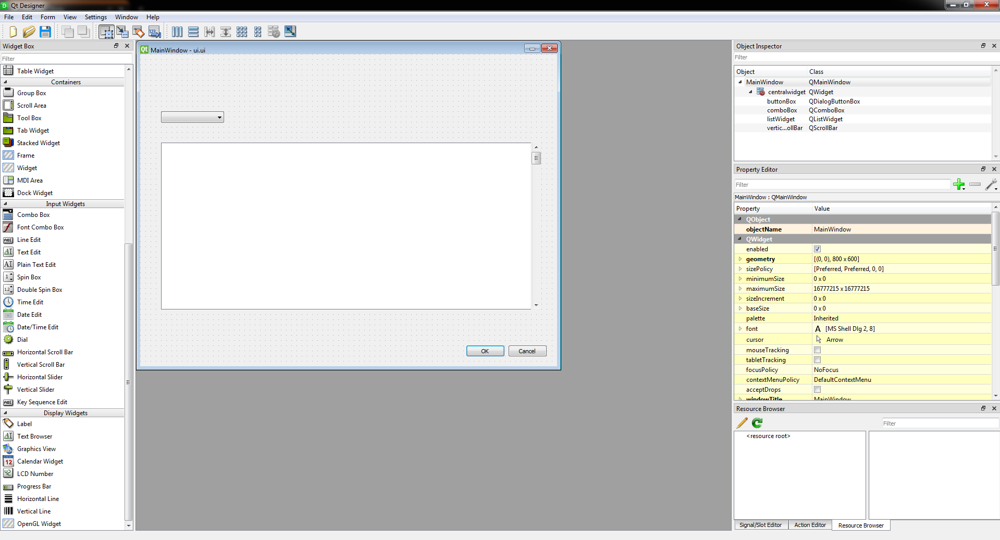 Qt Designer
File Edit Form View Settings Window Help
Widget Box
Filter
Table Widget
Containers
Group Box
Scroll Area
Tool Box
Tab Widget
Stacked Widget
Frame
Widget
MDI Area
Dock Widget
Input Widgets
Combo Box
Font Combo Box
Line Edit
Text Edit
Plain Text Edit
Spin Box
Double Spin Box
Time Edit
Date Edit
Date/Time Edit
Dial
Horizontal Scroll Bar
Vertical Scroll Bar
Horizontal Slider
Vertical Slider
Key Sequence Edit
Display Widgets
Label
Text Browser
Graphics View
Calendar Widget
LCD Number
Progress Bar
Horizontal Line
Vertical Line
OpenGL Widget
MainWindow - ui.ui
OK Cancel
Object Inspector
Filter
Object Class
MainWindow QMainWindow
centralwidget QWidget
buttonBox QDialogButtonBox
comboBox QComboBox
listWidget QListWidget
vertic...ollBar QScrollBar
Property Editor
Filter
MainWindow : QMainWindow
Property Value
QObject
objectName MainWindow
QWidget
enabled
geometry [(0, 0), 800 x 600]
sizePolicy [Preferred, Preferred, 0, 0]
minimumSize 0 x 0
maximumSize 16777215 x 16777215
sizeIncrement 0 x 0
baseSize 0 x 0
palette Inherited
font A [MS Shell Dlg 2, 8]
cursor Arrow
mouseTracking
tabletTracking
focusPolicy NoFocus
contextMenuPolicy DefaultContextMenu
acceptDrops
windowTitle MainWindow
Resource Browser
Filter
<resource root>
Signal/Slot Editor Action Editor Resource Browser